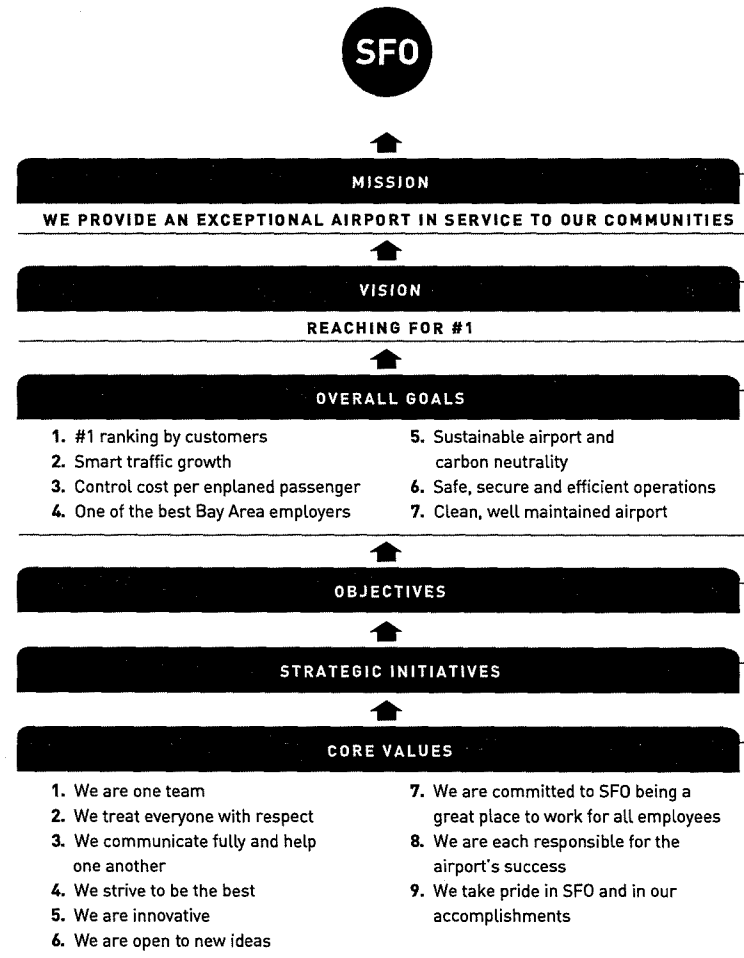 SFO
MISSION
WE PROVIDE AN EXCEPTIONAL AIRPORT IN SERVICE TO OUR COMMUNITIES
VISION
REACHING FOR #1
OVERALL GOALS
1. #1 ranking by customers
2. Smart traffic growth
3. Control cost per enplaned passenger
4. One of the best Bay Area employers
5. Sustainable airport and
carbon neutrality
6. Safe, secure and efficient operations
7. Clean, well maintained airport
OBJECTIVES
STRATEGIC INITIATIVES
CORE VALUES
1. We are one team
2. We treat everyone with respect
3. We communicate fully and help
one another
4. We strive to be the best
5. We are innovative
6. We are open to new ideas
7. We are committed to SFO being a
great place to work for all employees
8. We are each responsible for the
airport's success
9. We take pride in SFO and in our
accomplishments